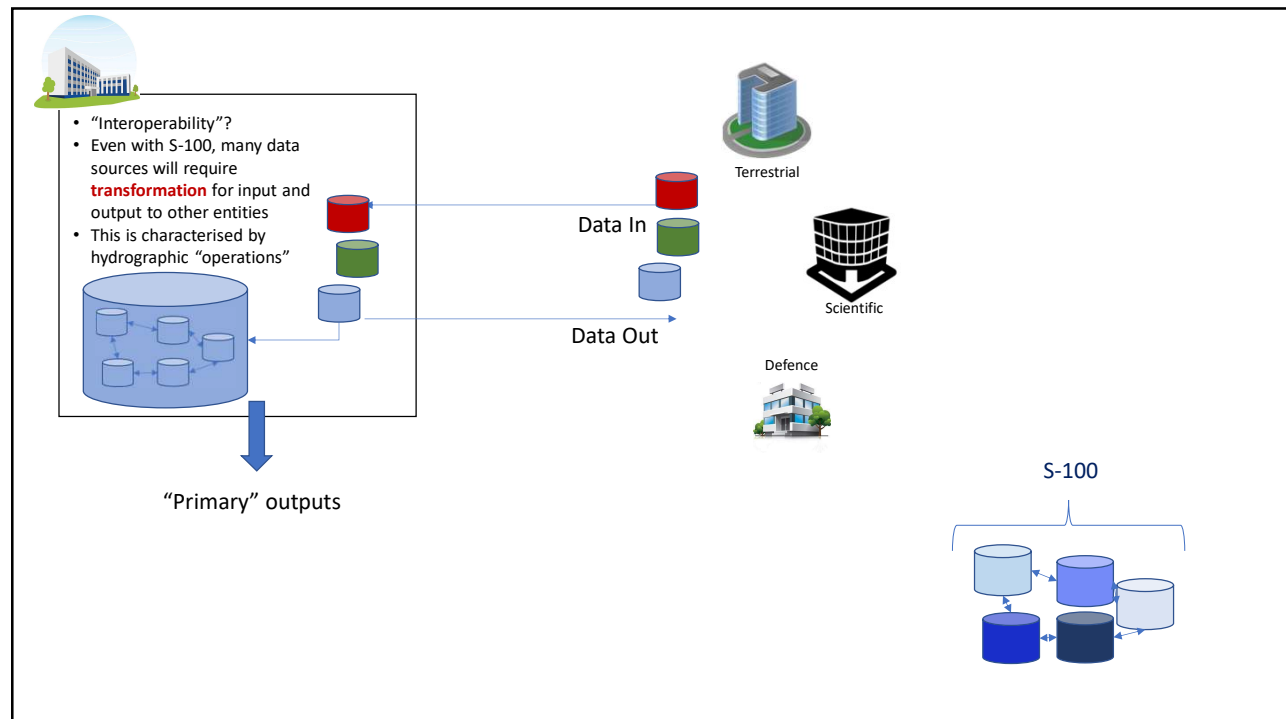 • “Interoperability”?
• Even with S-100, many data
sources will require
transformation for input and
output to other entities
• This is characterised by
hydrographic “operations”
Terrestrial
Data In
Scientific
Data Out
Defence
“Primary” outputs
S-100